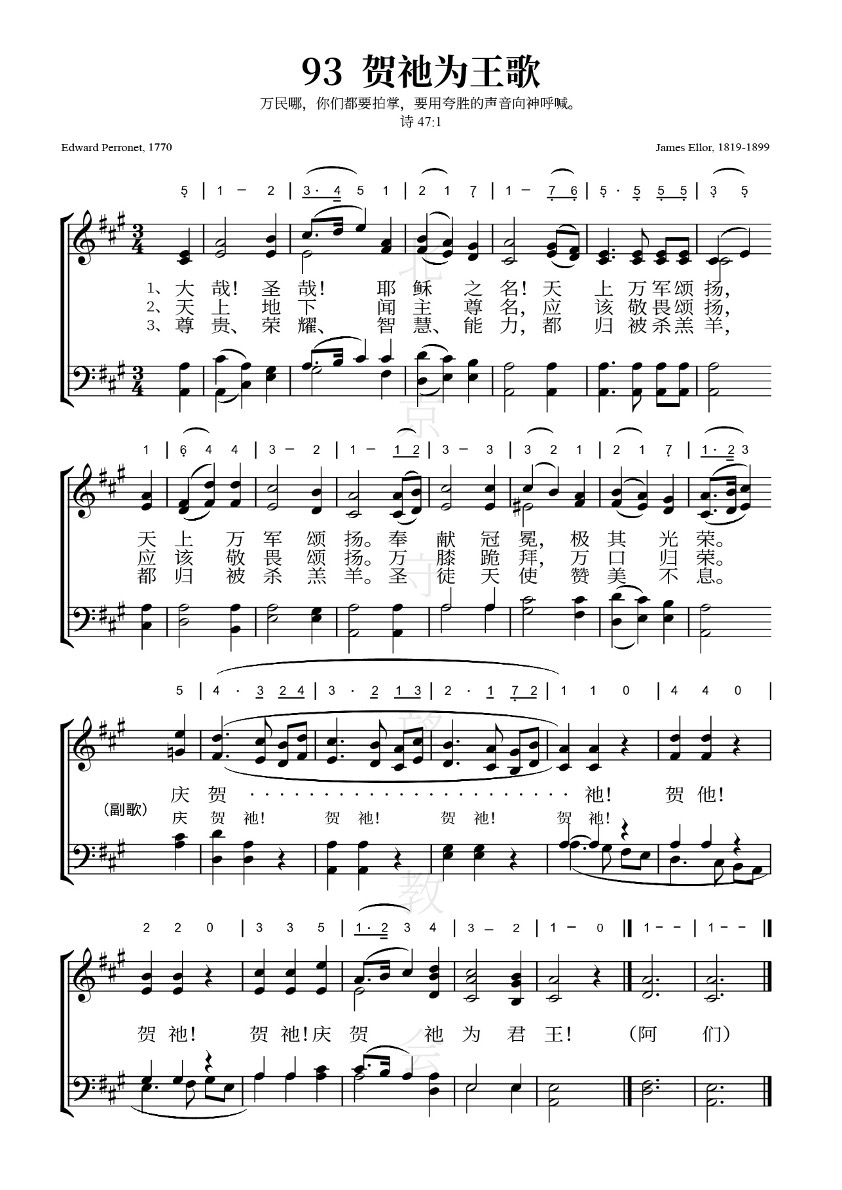 93 贺祂为王歌
万民哪，你们都要拍掌，要用夸胜的声音向神呼喊。
诗 47:1
Edward Perronet, 1770
James Ellor, 1819-1899
5 | 1 – 2 | 3 · 4 5 1 | 2 1 7 | 1 – 7 6 | 5 · 5 5 5 | 3 5
1、大 哉！圣 哉！ 耶 稣 之 名！天 上 万 军 颂 扬，
2、天 上 地 下 闻 主 尊 名，应 该 敬 畏 颂 扬，
3、尊 贵、荣 耀、 智 慧、能 力，都 归 被 杀 羔 羊，
1 | 6 4 4 | 3 – 2 | 1 – 1 2 | 3 – 3 | 3 2 1 | 2 1 7 | 1 · 2 3
天 上 万 军 颂 扬。奉 献 冠 冕，极 其 光 荣。
应 该 敬 畏 颂 扬。万 膝 跪 拜，万 口 归 荣。
都 归 被 杀 羔 羊。圣 徒 天 使 赞 美 不 息。
5 | 4 · 3 2 4 | 3 · 2 1 3 | 2 · 1 7 2 | 1 1 0 | 4 4 0 |
庆 贺 · · · · · · · · · · · · · · · · · · 祂！ 贺 他！
（副歌） 庆 贺 祂！ 贺 祂！ 贺 祂！ 贺 祂！
2 2 0 | 3 3 5 | 1 · 2 3 4 | 3 – 2 | 1 – 0 || 1 – – | 1 – – ||
贺 祂！ 贺 祂！庆 贺 祂 为 君 王！ （阿 们）
北京守望教会